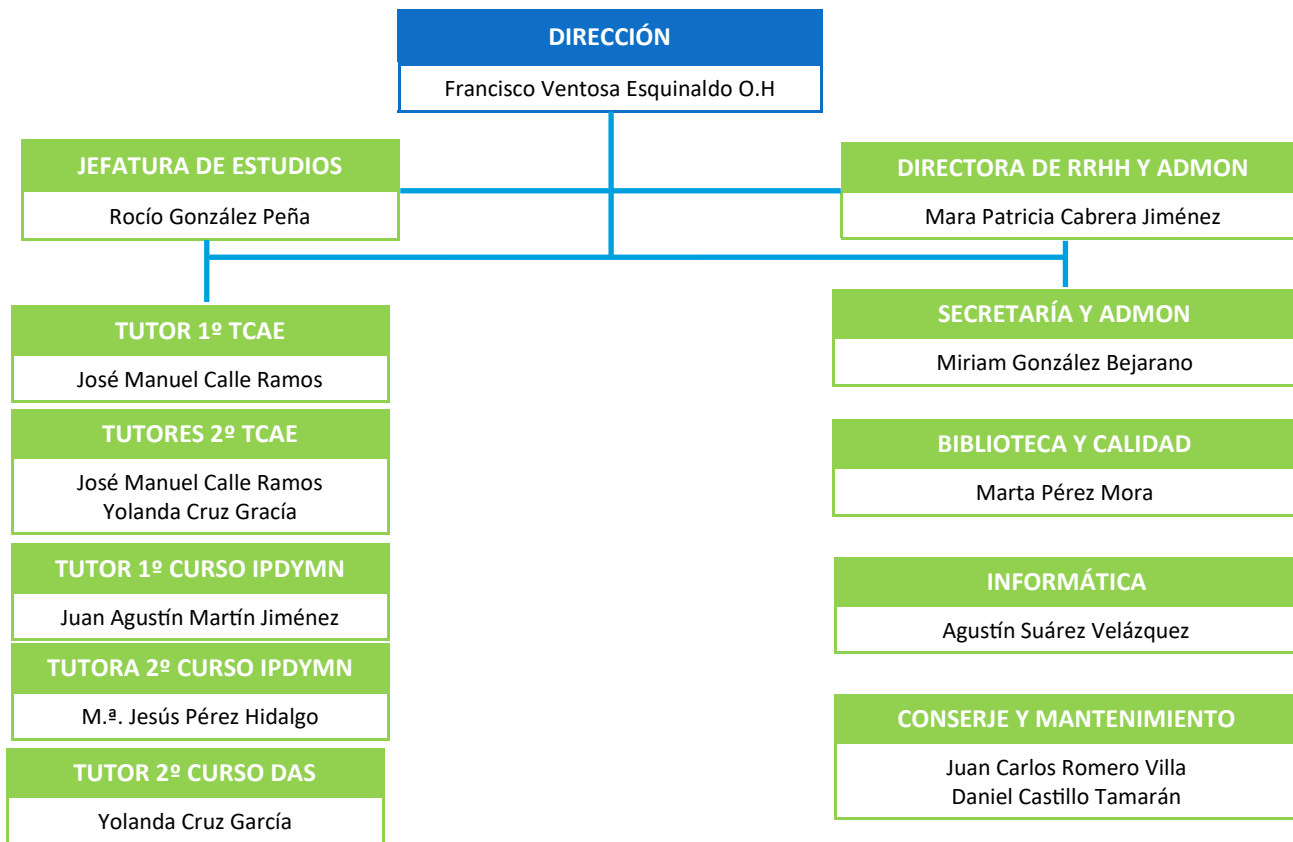 DIRECCIÓN
Francisco Ventosa Esquinaldo O.H
JEFATURA DE ESTUDIOS
Rocío González Peña
DIRECTORA DE RRHH Y ADMON
Mara Patricia Cabrera Jiménez
TUTOR 1º TCAE
José Manuel Calle Ramos
TUTORES 2º TCAE
José Manuel Calle Ramos
Yolanda Cruz Gracía
TUTOR 1º CURSO IPDYMN
Juan Agustín Martín Jiménez
TUTORA 2º CURSO IPDYMN
M.ª. Jesús Pérez Hidalgo
TUTOR 2º CURSO DAS
Yolanda Cruz García
SECRETARÍA Y ADMON
Miriam González Bejarano
BIBLIOTECA Y CALIDAD
Marta Pérez Mora
INFORMÁTICA
Agustín Suárez Velázquez
CONSERJE Y MANTENIMIENTO
Juan Carlos Romero Villa
Daniel Castillo Tamarán